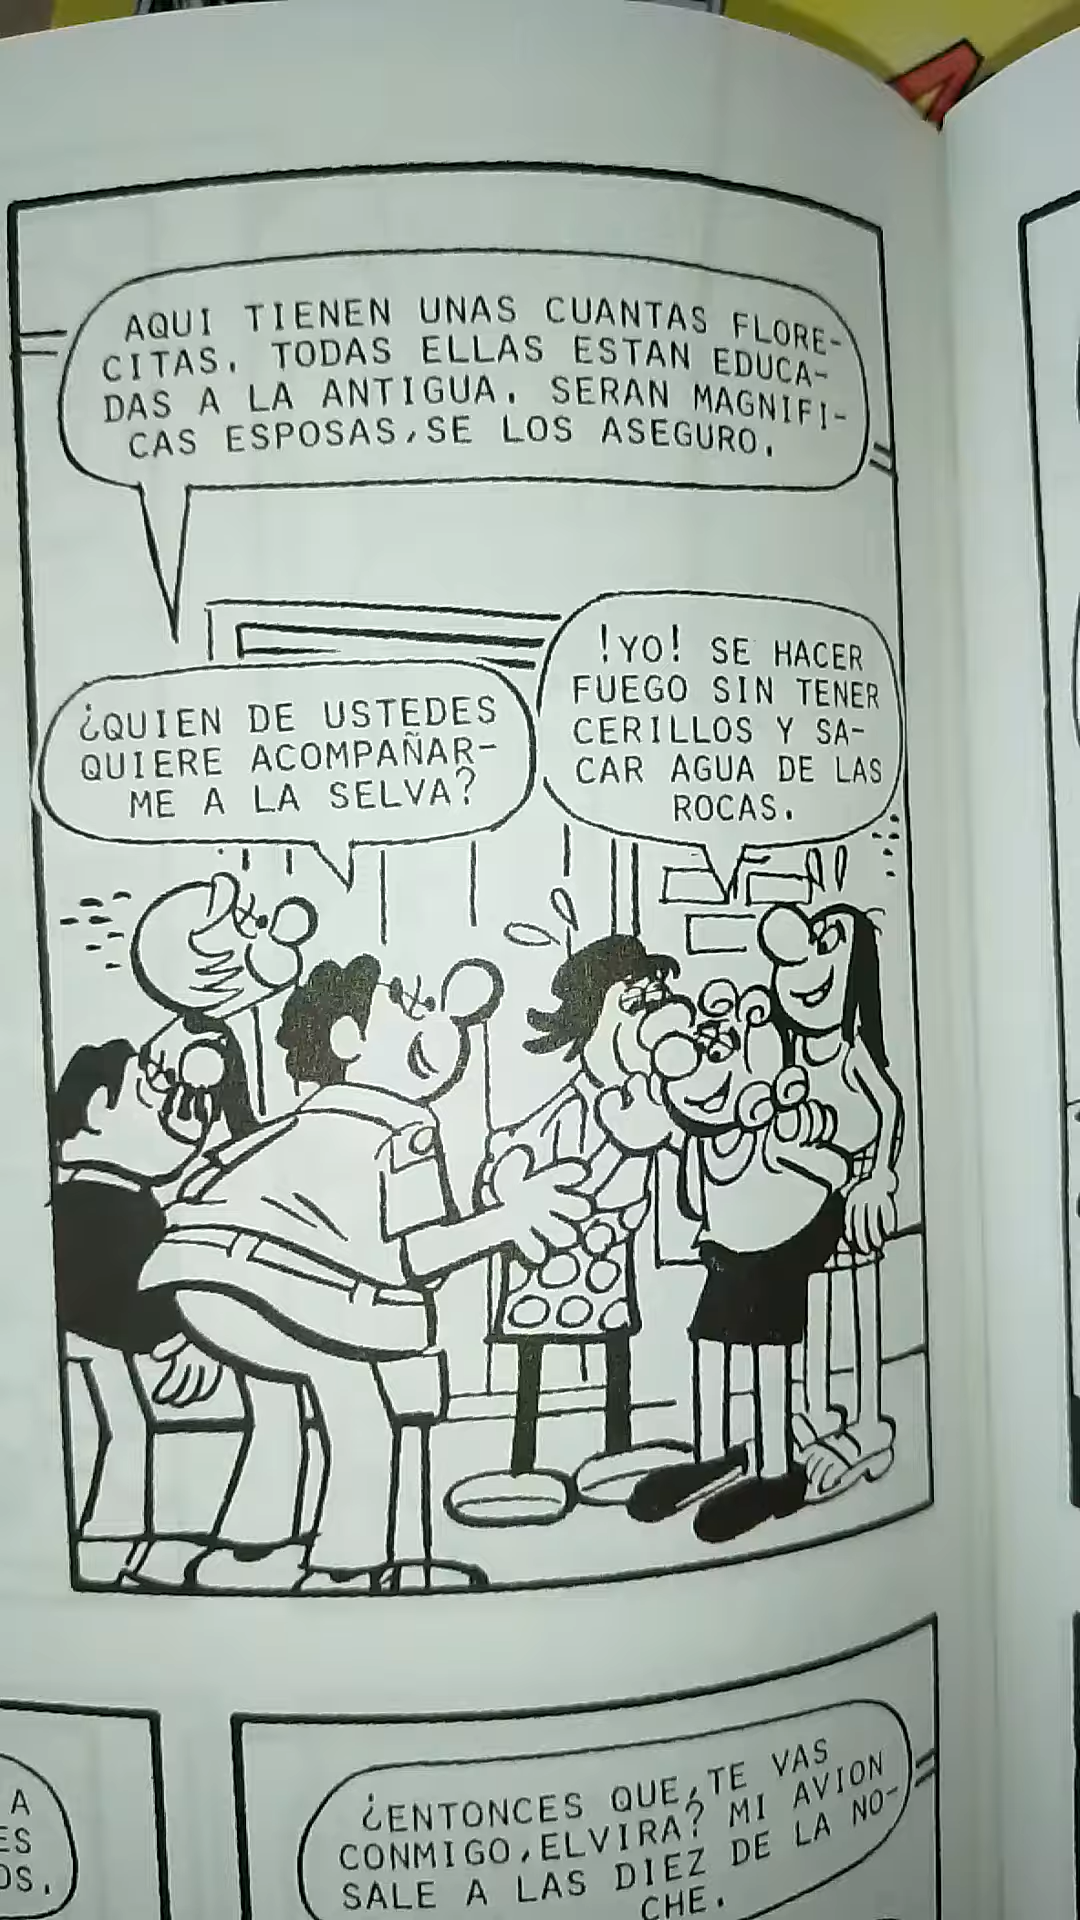 AQUI TIENEN UNAS CUANTAS FLORE-
CITAS. TODAS ELLAS ESTAN EDUCA-
DAS A LA ANTIGUA. SERAN MAGNIFI-
CAS ESPOSAS, SE LOS ASEGURO.
¿QUIEN DE USTEDES
QUIERE ACOMPAÑAR-
ME A LA SELVA?
!YO! SE HACER
FUEGO SIN TENER
CERILLOS Y SA-
CAR AGUA DE LAS
ROCAS.
A
ES
OS.
¿ENTONCES QUE, TE VAS
CONMIGO, ELVIRA? MI AVION
SALE A LAS DIEZ DE LA NO-
CHE.